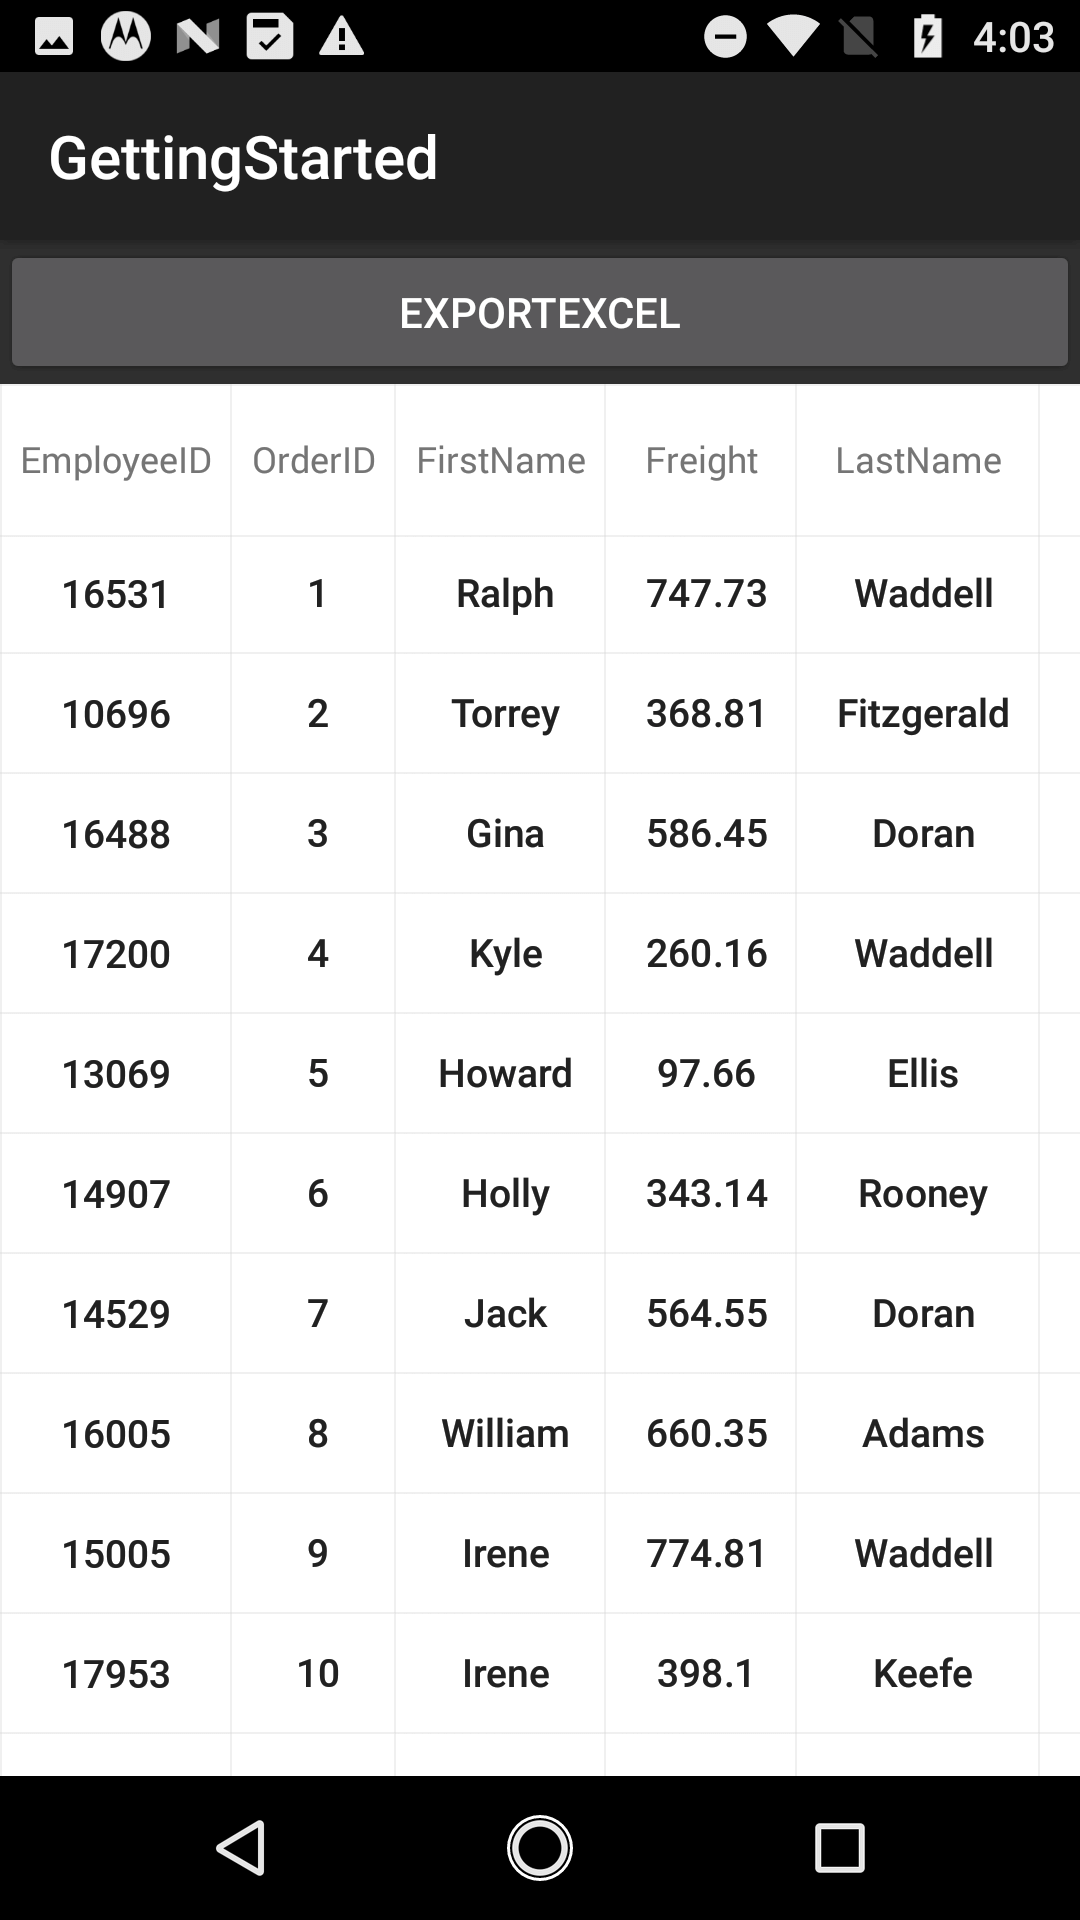 4:03
GettingStarted
EXPORTEXCEL
EmployeeID OrderID FirstName Freight LastName
16531 1 Ralph 747.73 Waddell
10696 2 Torrey 368.81 Fitzgerald
16488 3 Gina 586.45 Doran
17200 4 Kyle 260.16 Waddell
13069 5 Howard 97.66 Ellis
14907 6 Holly 343.14 Rooney
14529 7 Jack 564.55 Doran
16005 8 William 660.35 Adams
15005 9 Irene 774.81 Waddell
17953 10 Irene 398.1 Keefe